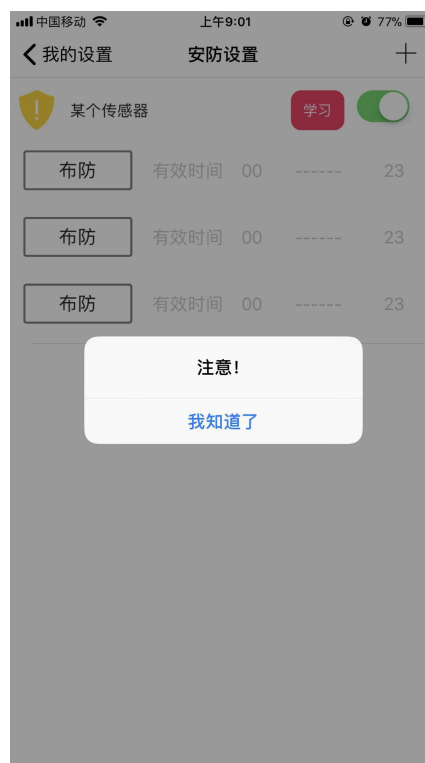 中国移动 上午9:01 77%
我的设置 安防设置
某个传感器 学习
布防 有效时间 00 ------ 23
布防 有效时间 00 ------ 23
布防 有效时间 00 ------ 23
注意!
我知道了